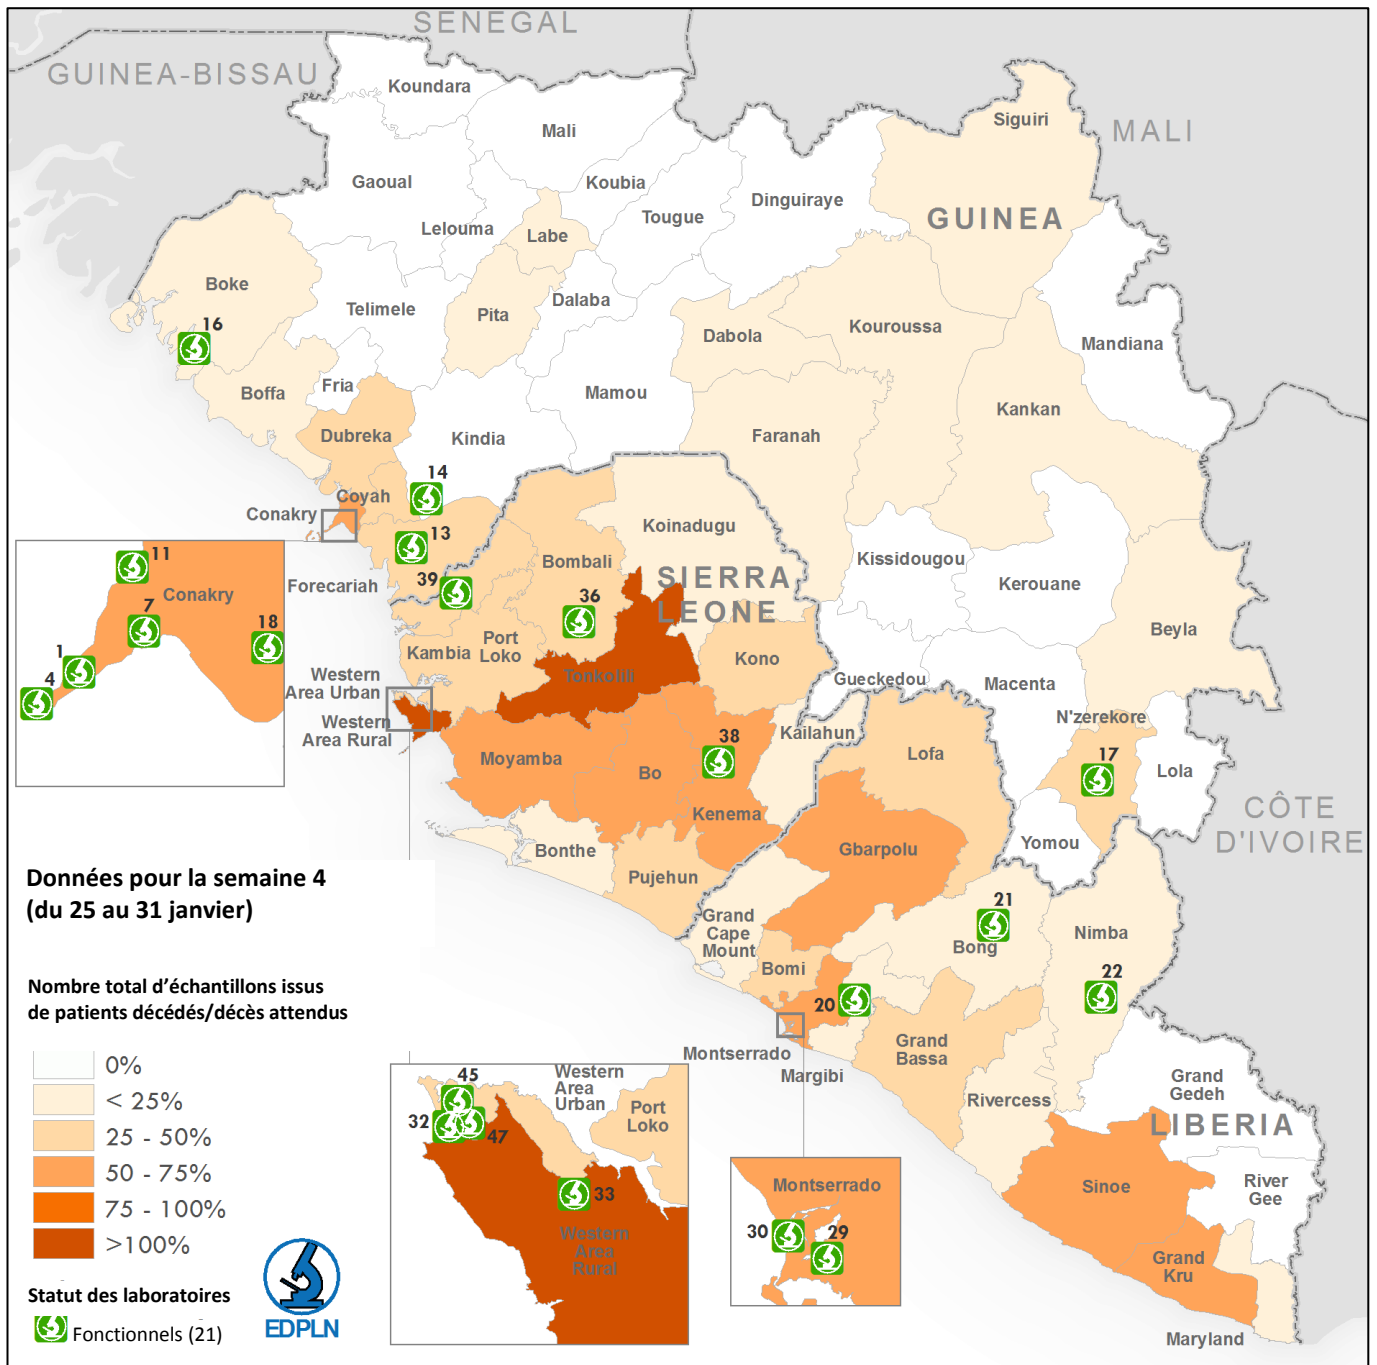 SENEGAL
GUINEA-BISSAU
Koundara
Siguiri
MALI
Mali
Gaoual
Koubia
Dinguiraye
Tougue
GUINEA
Lelouma
Labe
Boke
Dalaba
Telimele
Pita
16
Kouroussa
Dabola
Mandiana
Fria
Boffa
Mamou
Kankan
Dubreka
Kindia
Faranah
14
Coyah
Conakry
Koinadugu
13
11
Bombali
Kissidougou
Forecariah
39
SIERRA
LEONE
Kerouane
Conakry
7
36
18
Beyla
1
Port
Loko
Kambia
Kono
4
Western
Area Urban
Tonkolili
Gueckedou
Macenta
N'zerekore
Western
Area Rural
Kailahun
38
Lofa
17
Moyamba
Bo
Lola
Kenema
CÔTE
D'IVOIRE
Yomou
Bonthe
Gbarpolu
Pujehun
Données pour la semaine 4
(du 25 au 31 janvier)
21
Grand
Cape
Mount
Bong
Nimba
Bomi
22
20
Nombre total d'échantillons issus
de patients décédés/décès attendus
Grand
Bassa
Montserrado
Margibi
0%
< 25%
25 - 50%
50 - 75%
75 - 100%
>100%
45
Western
Area
Urban
Port
Loko
32
47
33
Western
Area
Rural
Rivercess
Grand
Gedeh
LIBERIA
Montserrado
Sinoe
River
Gee
30
29
Grand
Kru
Maryland
Statut des laboratoires
Fonctionnels (21)
EDPLN